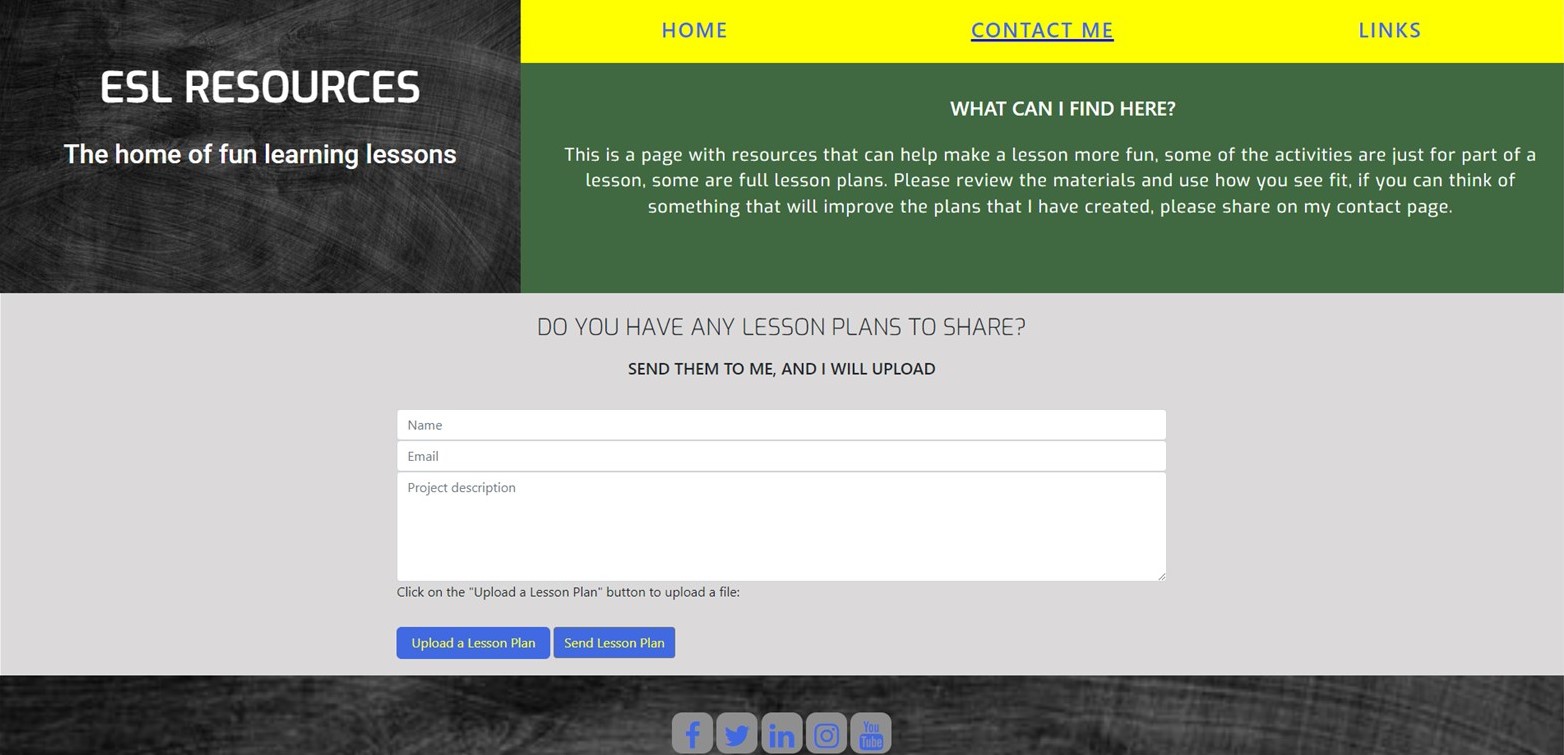 ESL RESOURCES
The home of fun learning lessons
HOME
CONTACT ME
LINKS
WHAT CAN I FIND HERE?
This is a page with resources that can help make a lesson more fun, some of the activities are just for part of a
lesson, some are full lesson plans. Please review the materials and use how you see fit, if you can think of
something that will improve the plans that I have created, please share on my contact page.
DO YOU HAVE ANY LESSON PLANS TO SHARE?
SEND THEM TO ME, AND I WILL UPLOAD
Name
Email
Project description
Click on the "Upload a Lesson Plan" button to upload a file:
Upload a Lesson Plan
Send Lesson Plan
f
in
You
Tube